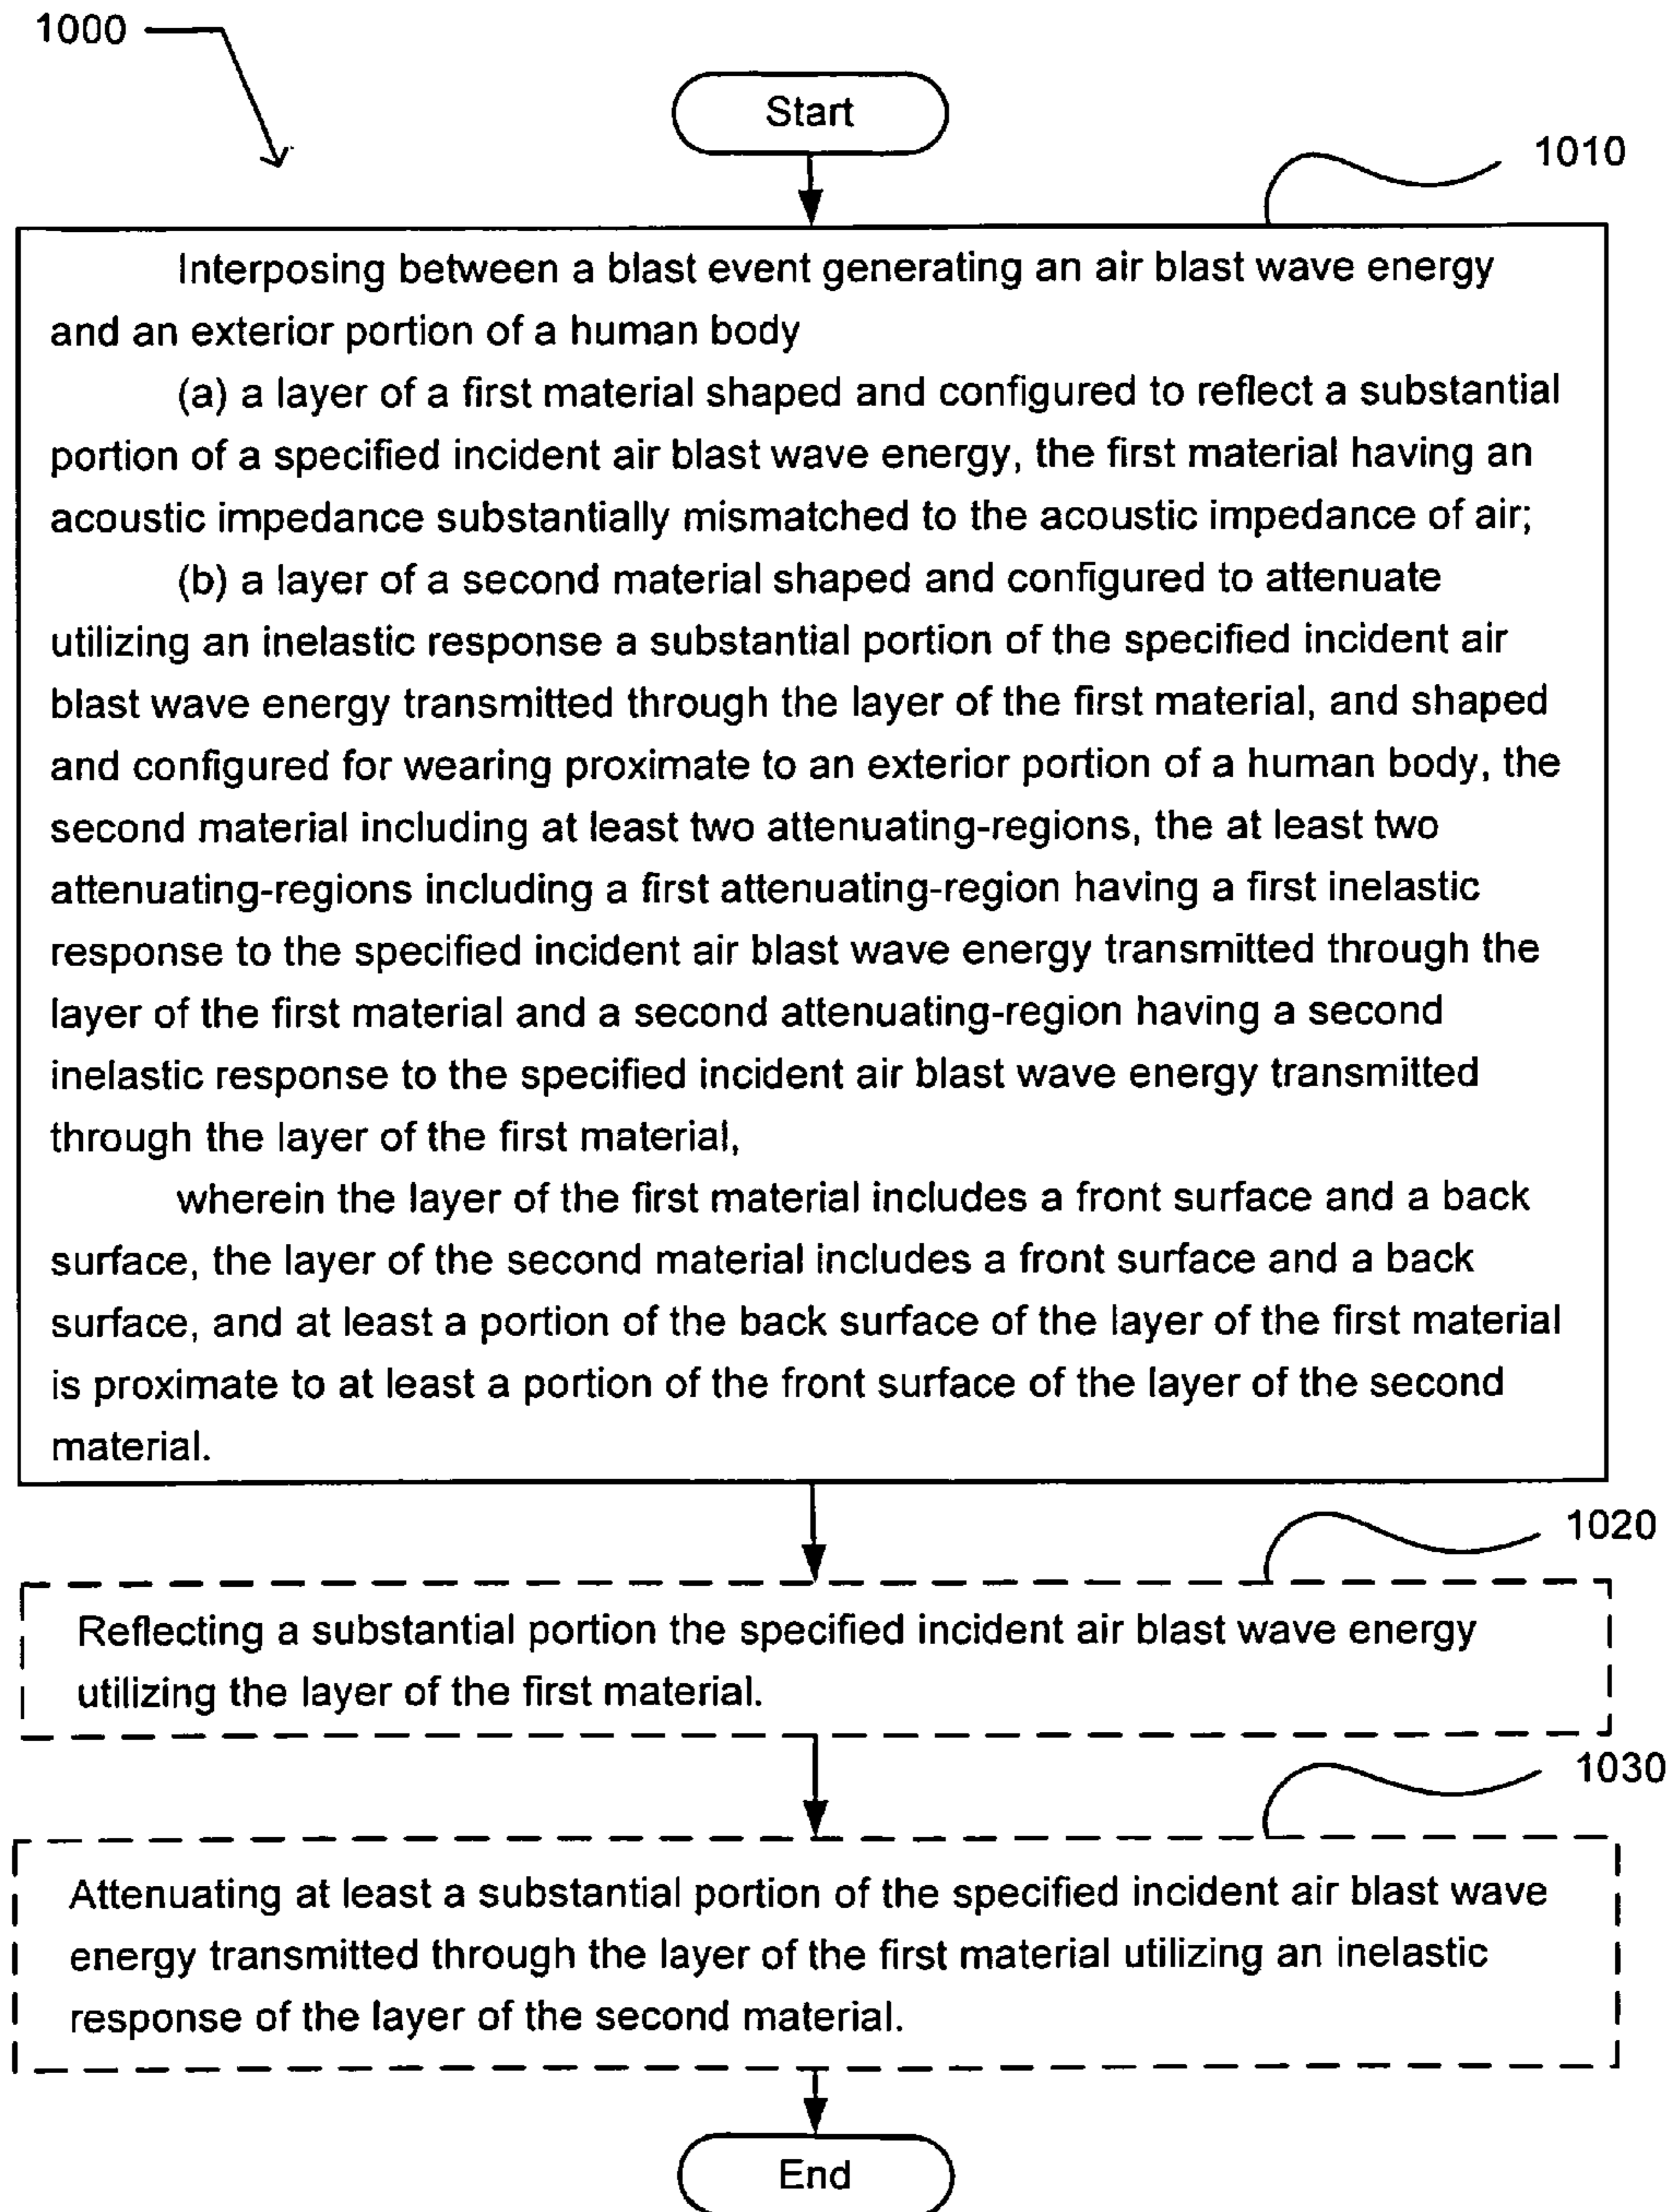 1000
Start
1010
Interposing between a blast event generating an air blast wave energy
and an exterior portion of a human body
(a) a layer of a first material shaped and configured to reflect a substantial
portion of a specified incident air blast wave energy, the first material having an
acoustic impedance substantially mismatched to the acoustic impedance of air;
(b) a layer of a second material shaped and configured to attenuate
utilizing an inelastic response a substantial portion of the specified incident air
blast wave energy transmitted through the layer of the first material, and shaped
and configured for wearing proximate to an exterior portion of a human body, the
second material including at least two attenuating-regions, the at least two
attenuating-regions including a first attenuating-region having a first inelastic
response to the specified incident air blast wave energy transmitted through the
layer of the first material and a second attenuating-region having a second
inelastic response to the specified incident air blast wave energy transmitted
through the layer of the first material,
wherein the layer of the first material includes a front surface and a back
surface, the layer of the second material includes a front surface and a back
surface, and at least a portion of the back surface of the layer of the first material
is proximate to at least a portion of the front surface of the layer of the second
material.
1020
Reflecting a substantial portion the specified incident air blast wave energy
utilizing the layer of the first material.
1030
Attenuating at least a substantial portion of the specified incident air blast wave
energy transmitted through the layer of the first material utilizing an inelastic
response of the layer of the second material.
End